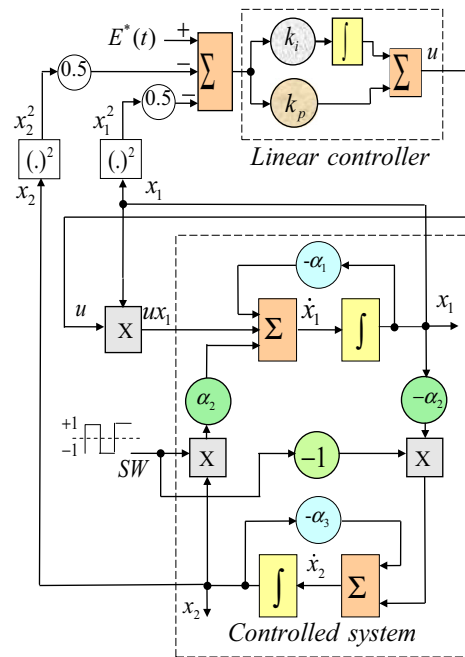 E*(t)
+
−
−
Σ
k_i
∫
k_p
Σ
u
Linear controller
0.5
0.5
x_2^2
x_1^2
(.)^2
(.)^2
x_2
x_1
-α_1
u
X
ux_1
Σ
ẋ_1
∫
x_1
α_2
−α_2
+1
−1
SW
X
−1
X
-α_3
∫
ẋ_2
Σ
x_2
Controlled system